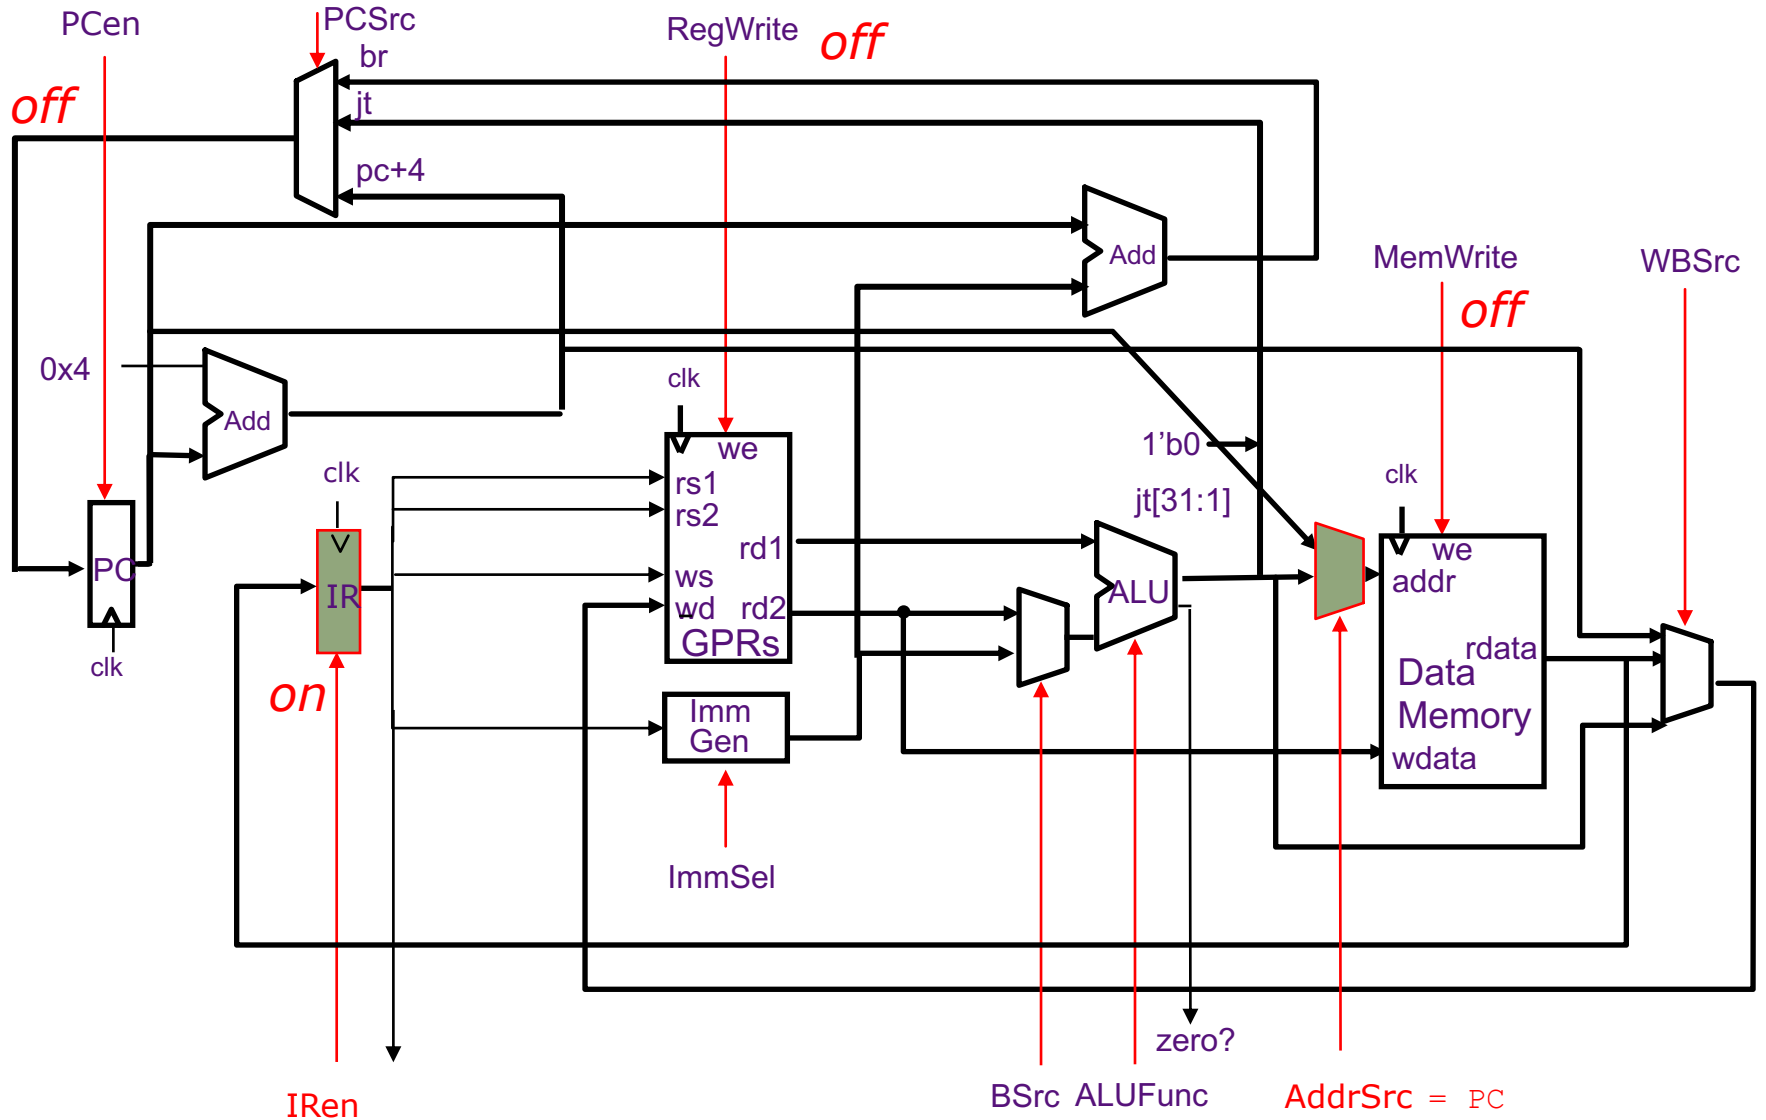 PCen
PCSrc
RegWrite
off
br
off
jt
pc+4
Add
MemWrite
WBSrc
off
0x4
clk
Add
we
1'b0
clk
clk
rs1
jt[31:1]
rs2
rd1
we
PC
ws
ALU
addr
IR
wd
rd2
GPRs
rdata
clk
Data
on
Imm
Memory
Gen
wdata
ImmSel
zero?
BSrc
ALUFunc
AddrSrc = PC
IRen